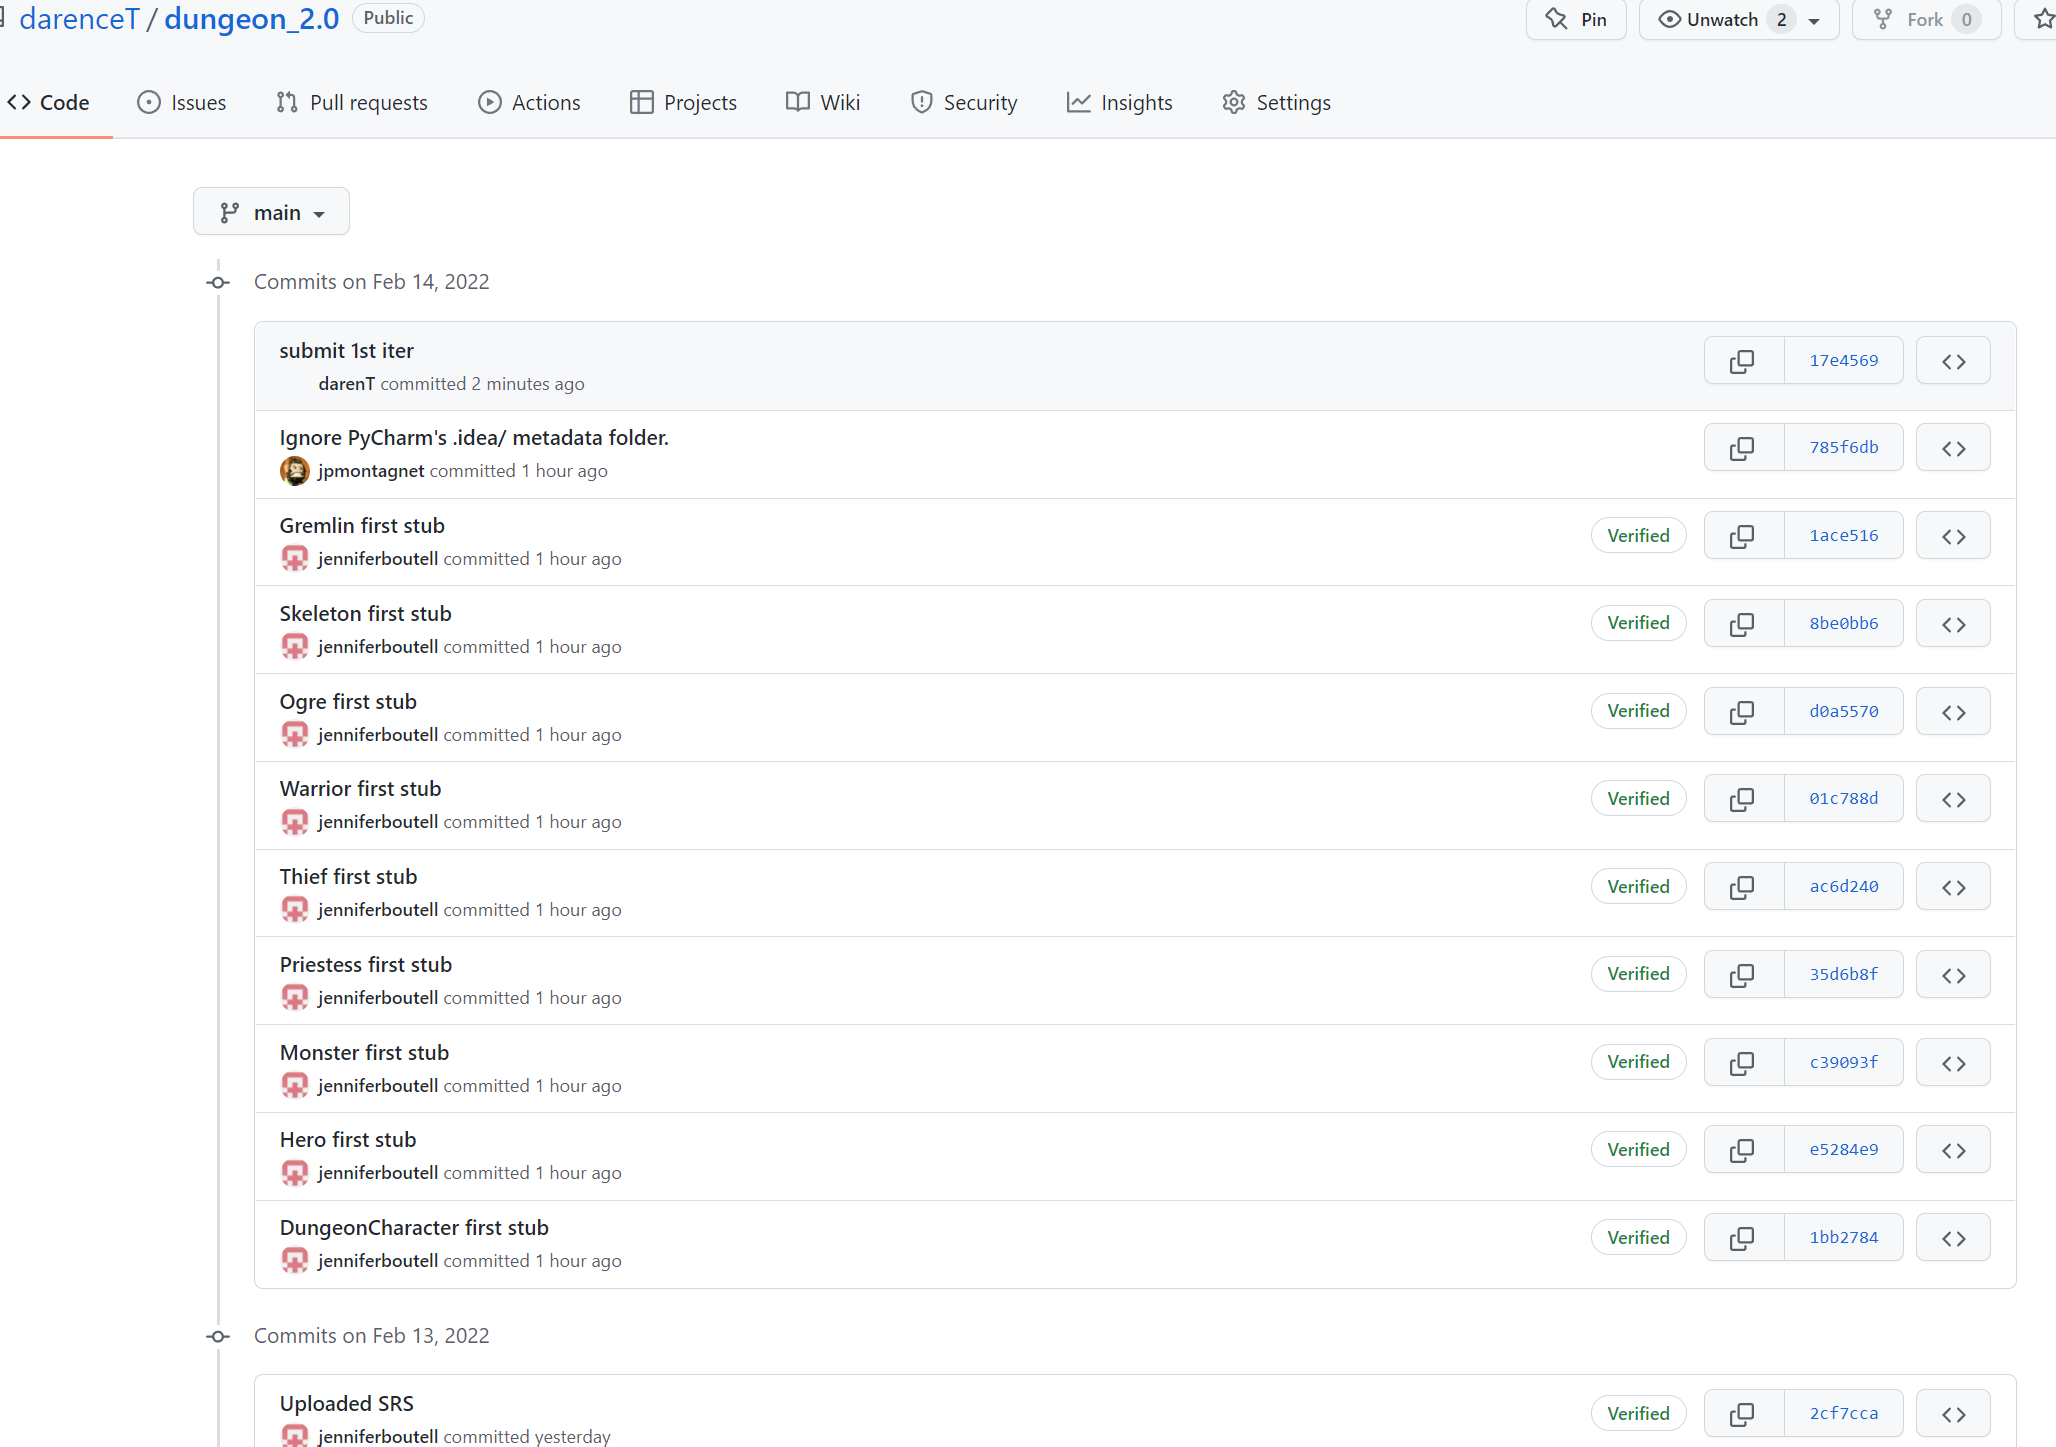 darenceT / dungeon_2.0 Public Pin Unwatch 2 Fork 0
Code Issues Pull requests Actions Projects Wiki Security Insights Settings
main
Commits on Feb 14, 2022
submit 1st iter
darenT committed 2 minutes ago
17e4569
Ignore PyCharm's .idea/ metadata folder.
jpmontagnet committed 1 hour ago
785f6db
Gremlin first stub
jenniferboutell committed 1 hour ago
Verified 1ace516
Skeleton first stub
jenniferboutell committed 1 hour ago
Verified 8be0bb6
Ogre first stub
jenniferboutell committed 1 hour ago
Verified d0a5570
Warrior first stub
jenniferboutell committed 1 hour ago
Verified 01c788d
Thief first stub
jenniferboutell committed 1 hour ago
Verified ac6d240
Priestess first stub
jenniferboutell committed 1 hour ago
Verified 35d6b8f
Monster first stub
jenniferboutell committed 1 hour ago
Verified c39093f
Hero first stub
jenniferboutell committed 1 hour ago
Verified e5284e9
DungeonCharacter first stub
jenniferboutell committed 1 hour ago
Verified 1bb2784
Commits on Feb 13, 2022
Uploaded SRS
jenniferboutell committed yesterday
Verified 2cf7cca